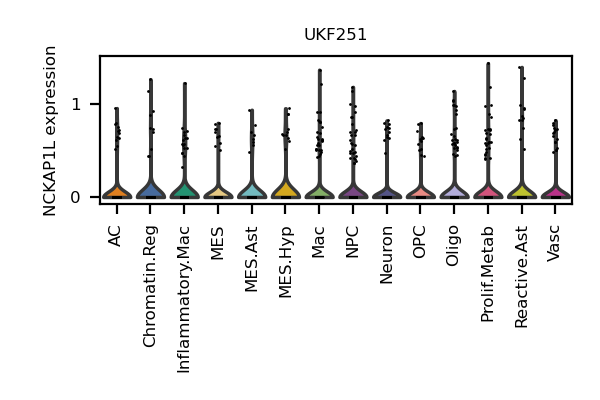 UKF251
NCKAP1L expression
1
0
AC
Chromatin.Reg
Inflammatory.Mac
MES
MES.Ast
MES.Hyp
Mac
NPC
Neuron
OPC
Oligo
Prolif.Metab
Reactive.Ast
Vasc